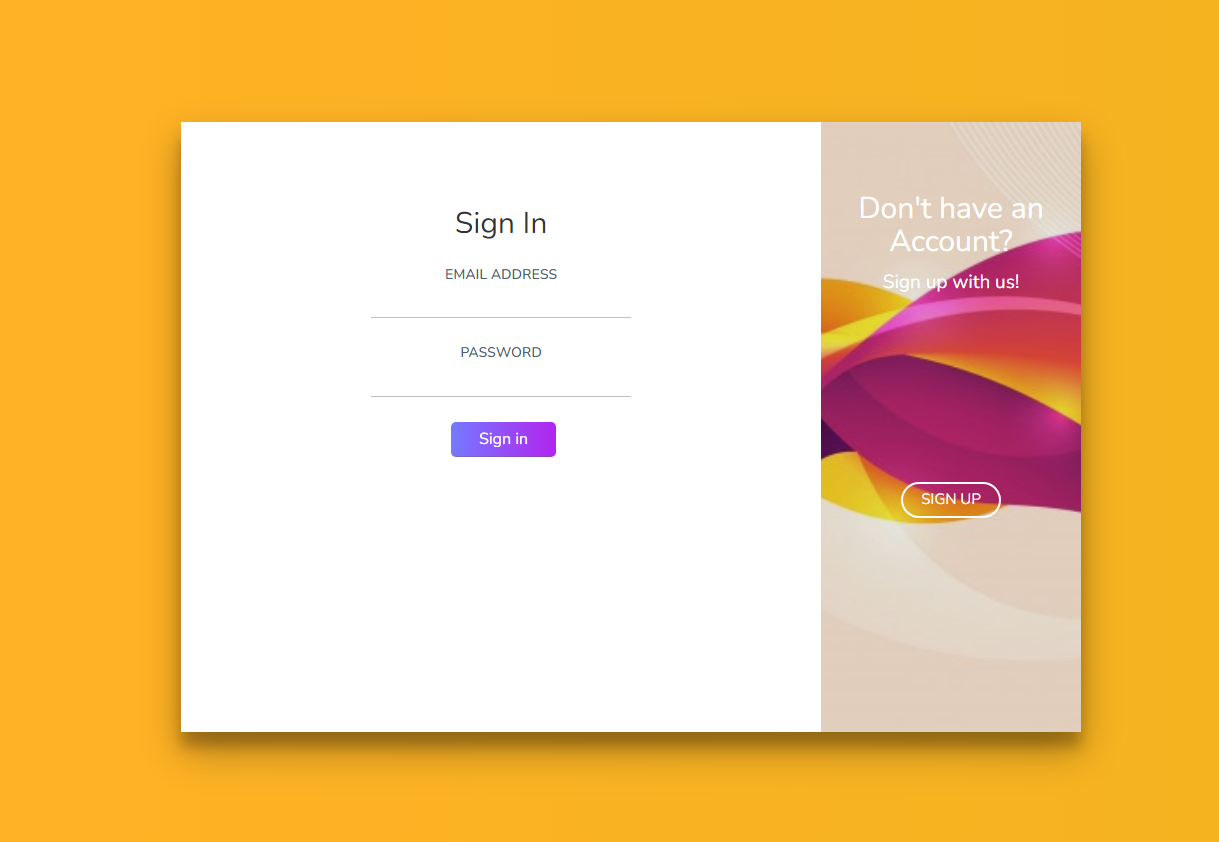 Sign In
EMAIL ADDRESS
PASSWORD
Sign in
Don't have an
Account?
Sign up with us!
SIGN UP